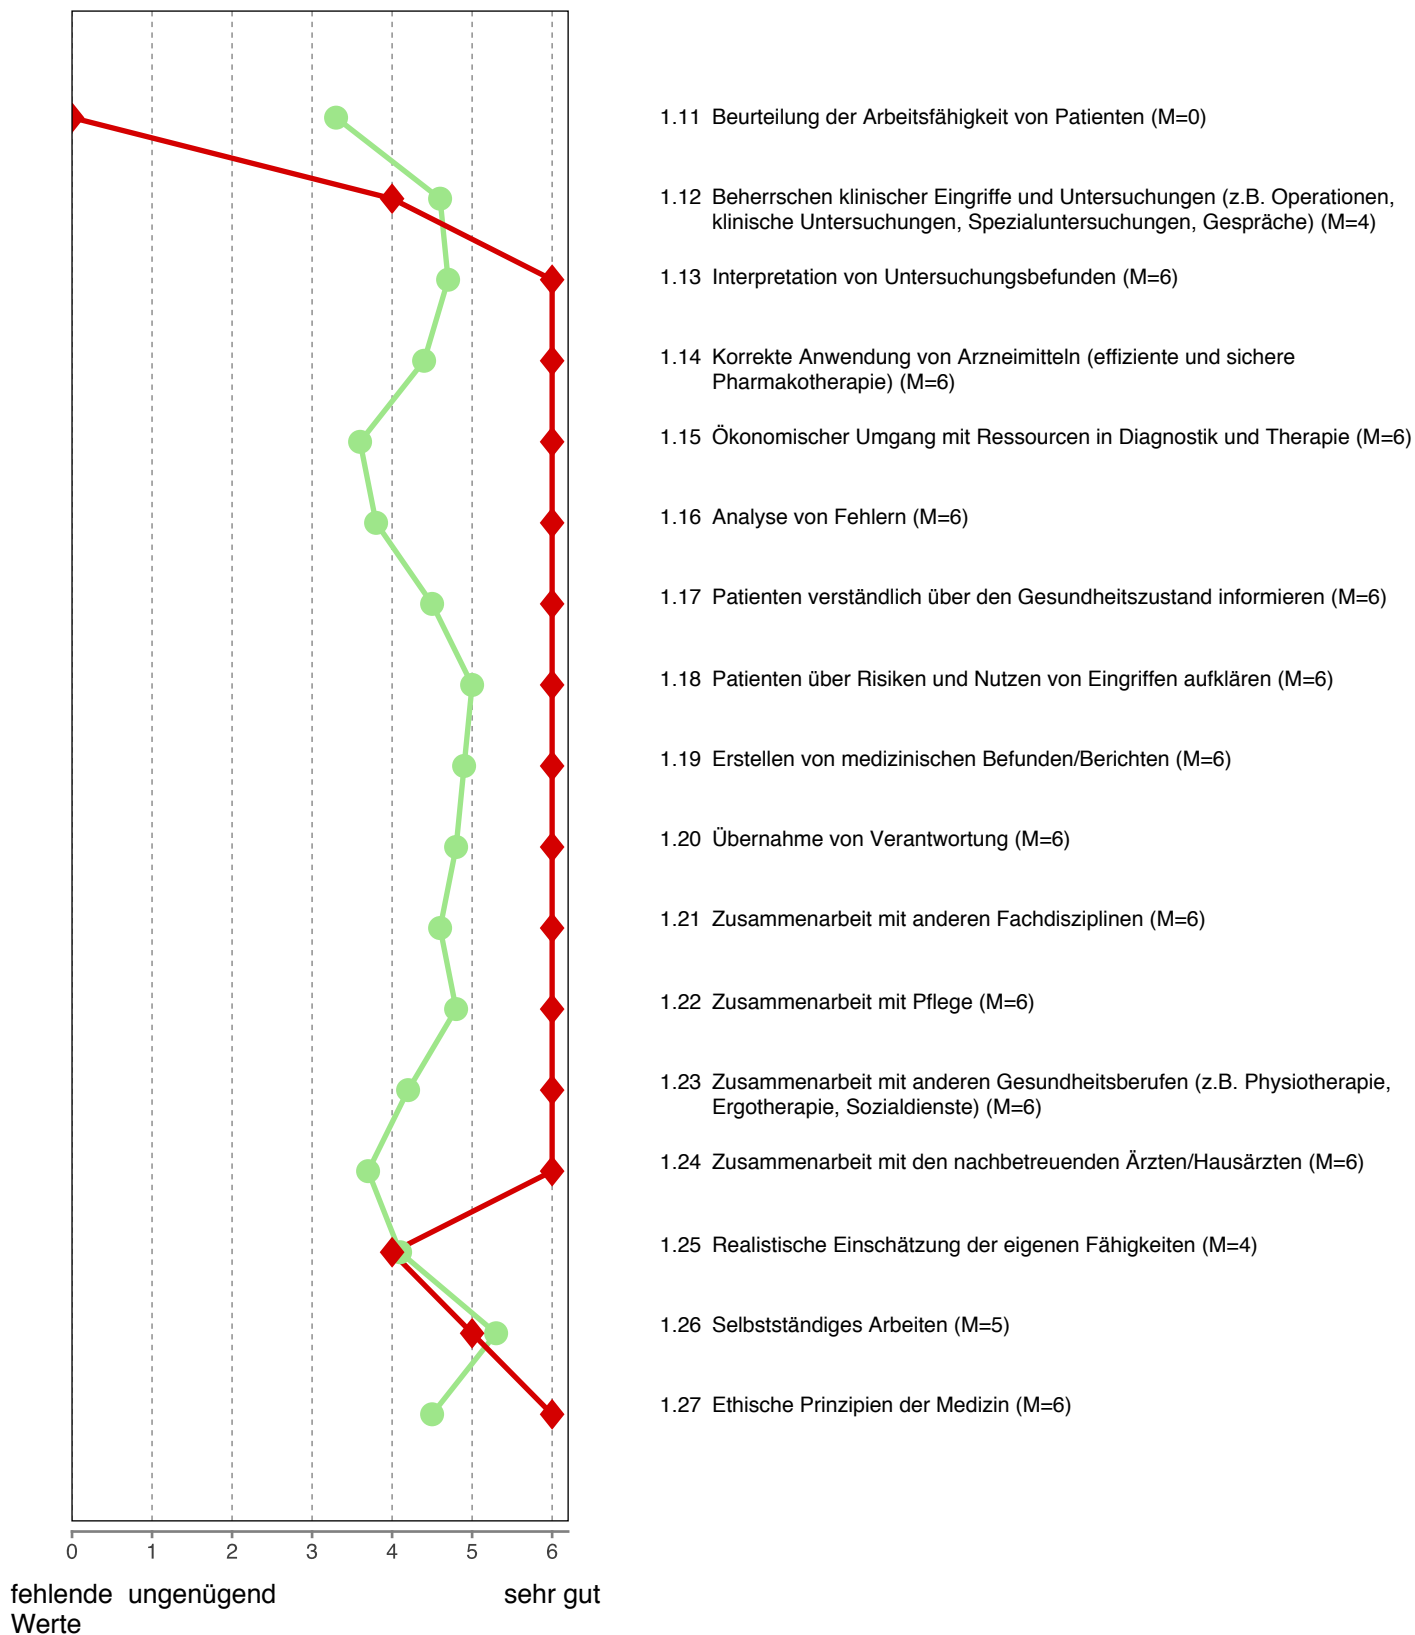 1.11 Beurteilung der Arbeitsfähigkeit von Patienten (M=0)
1.12 Beherrschen klinischer Eingriffe und Untersuchungen (z.B. Operationen,
klinische Untersuchungen, Spezialuntersuchungen, Gespräche) (M=4)
1.13 Interpretation von Untersuchungsbefunden (M=6)
1.14 Korrekte Anwendung von Arzneimitteln (effiziente und sichere
Pharmakotherapie) (M=6)
1.15 Ökonomischer Umgang mit Ressourcen in Diagnostik und Therapie (M=6)
1.16 Analyse von Fehlern (M=6)
1.17 Patienten verständlich über den Gesundheitszustand informieren (M=6)
1.18 Patienten über Risiken und Nutzen von Eingriffen aufklären (M=6)
1.19 Erstellen von medizinischen Befunden/Berichten (M=6)
1.20 Übernahme von Verantwortung (M=6)
1.21 Zusammenarbeit mit anderen Fachdisziplinen (M=6)
1.22 Zusammenarbeit mit Pflege (M=6)
1.23 Zusammenarbeit mit anderen Gesundheitsberufen (z.B. Physiotherapie,
Ergotherapie, Sozialdienste) (M=6)
1.24 Zusammenarbeit mit den nachbetreuenden Ärzten/Hausärzten (M=6)
1.25 Realistische Einschätzung der eigenen Fähigkeiten (M=4)
1.26 Selbstständiges Arbeiten (M=5)
1.27 Ethische Prinzipien der Medizin (M=6)
0 1 2 3 4 5 6
fehlende ungenügend sehr gut
Werte